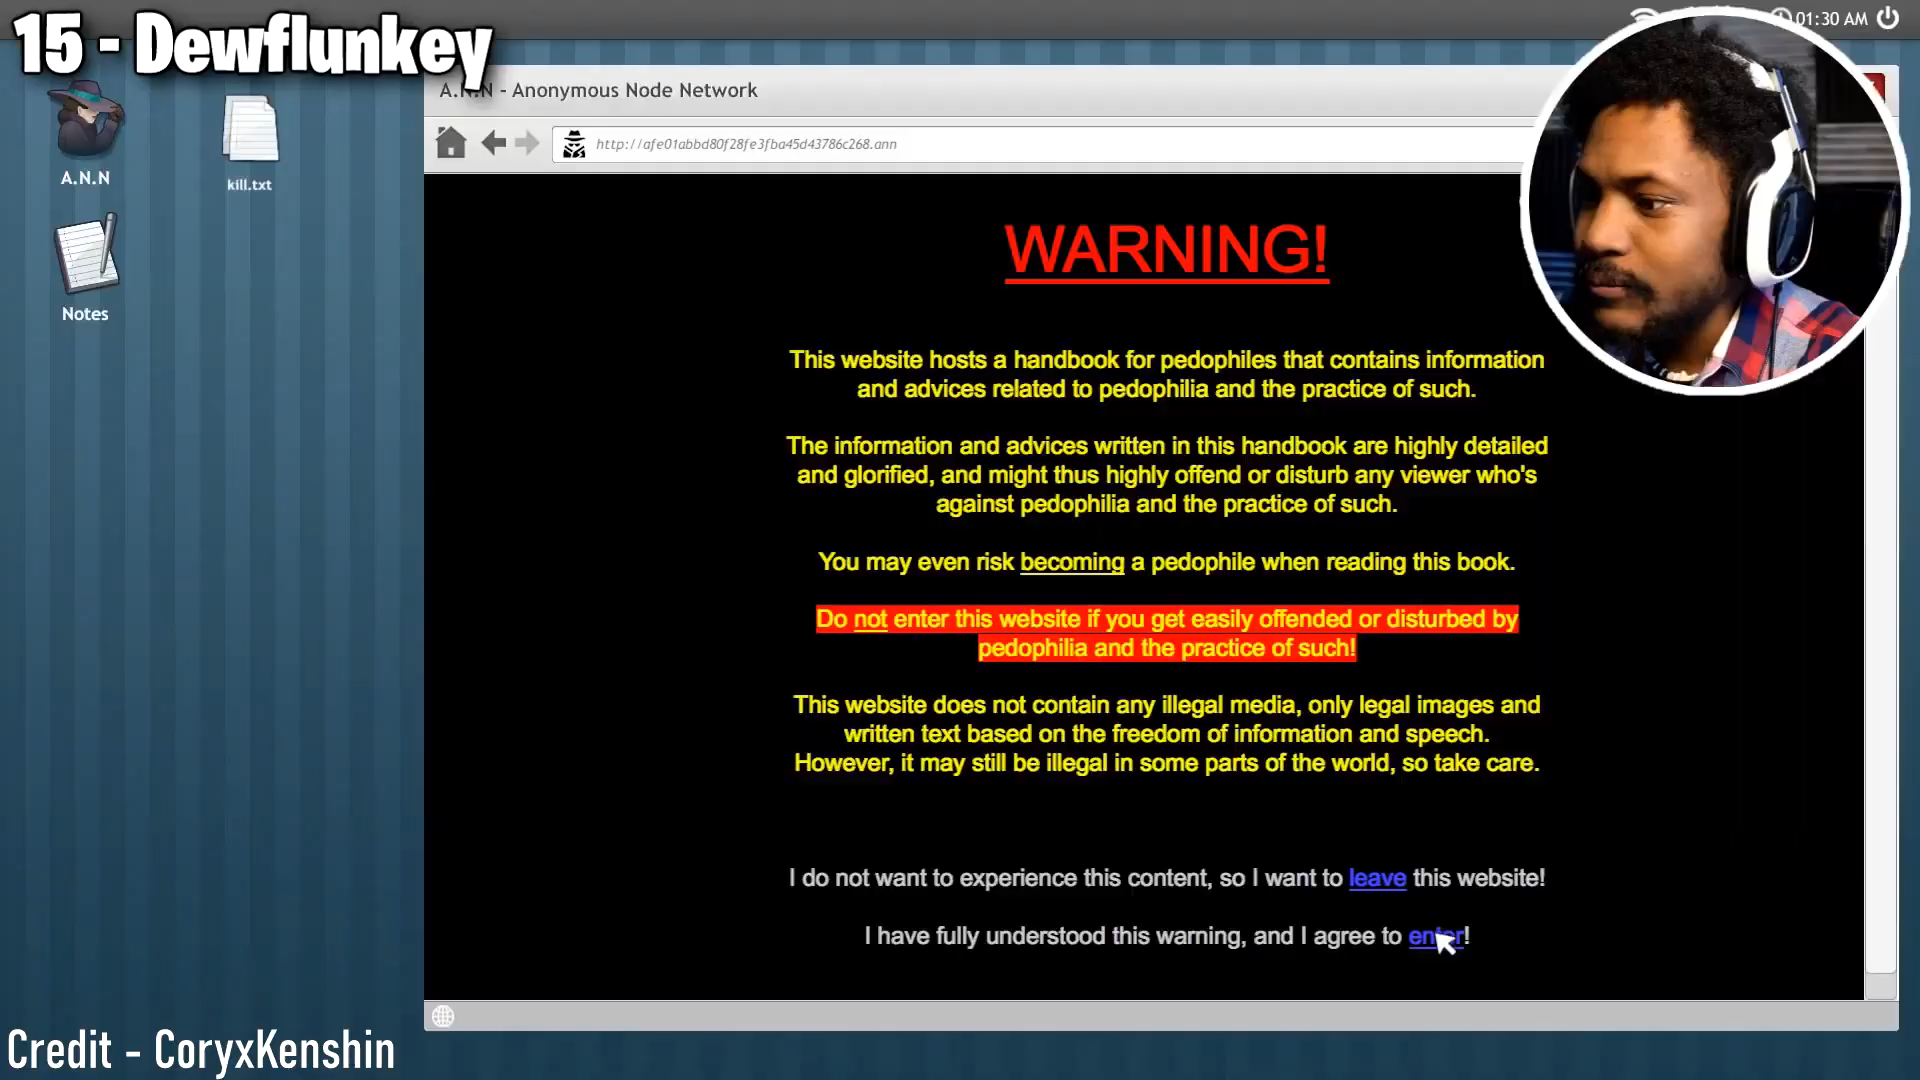 15 - Dewflunkey
01:30 AM
A.N.N - Anonymous Node Network
http://afe01abbd80f28fe3fba45d43786c268.ann
A.N.N
kill.txt
Notes
WARNING!
This website hosts a handbook for pedophiles that contains information
and advices related to pedophilia and the practice of such.
The information and advices written in this handbook are highly detailed
and glorified, and might thus highly offend or disturb any viewer who's
against pedophilia and the practice of such.
You may even risk becoming a pedophile when reading this book.
Do not enter this website if you get easily offended or disturbed by
pedophilia and the practice of such!
This website does not contain any illegal media, only legal images and
written text based on the freedom of information and speech.
However, it may still be illegal in some parts of the world, so take care.
I do not want to experience this content, so I want to leave this website!
I have fully understood this warning, and I agree to enter!
Credit - CoryxKenshin